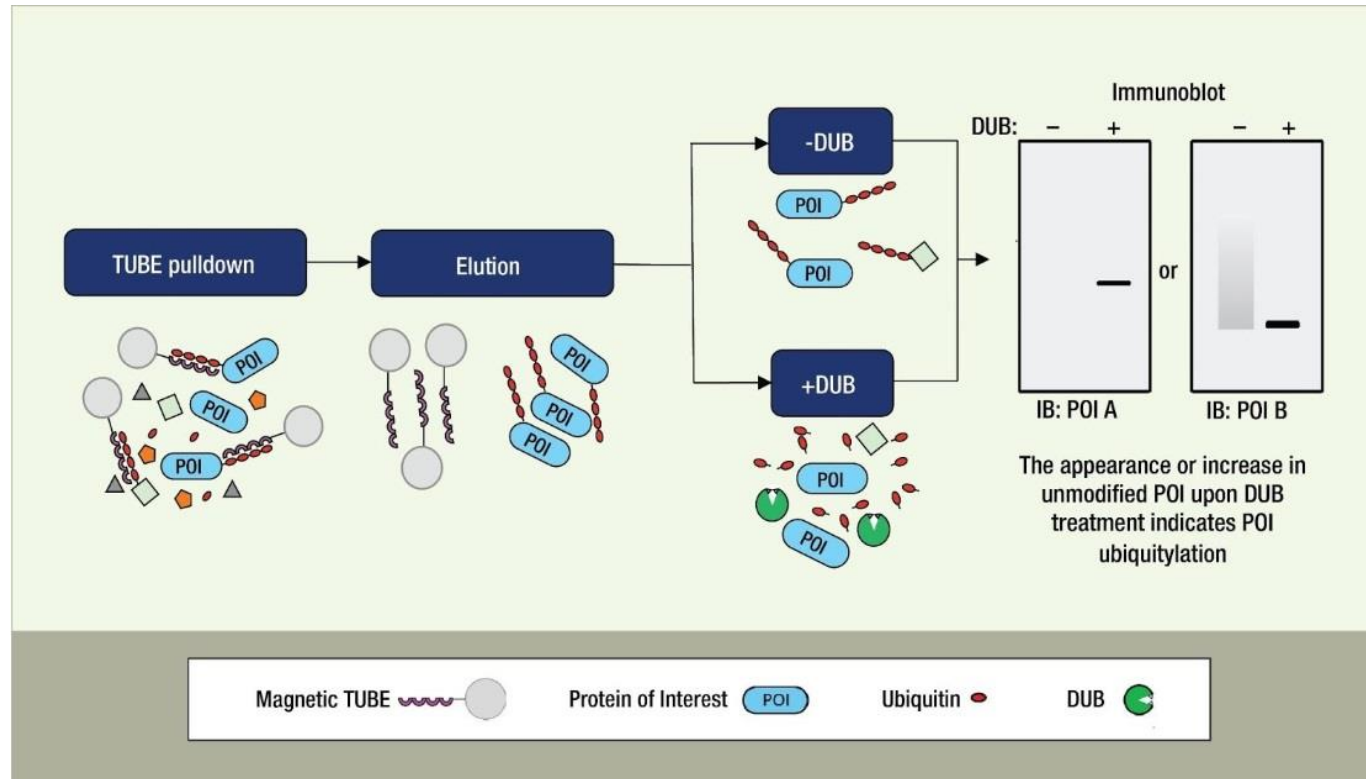 TUBE pulldown
POI
POI
POI
Elution
POI
POI
POI
-DUB
POI
POI
+DUB
POI
POI
Immunoblot
DUB: − +
− +
or
IB: POI A
IB: POI B
The appearance or increase in
unmodified POI upon DUB
treatment indicates POI
ubiquitylation
Magnetic TUBE
Protein of Interest
POI
Ubiquitin
DUB